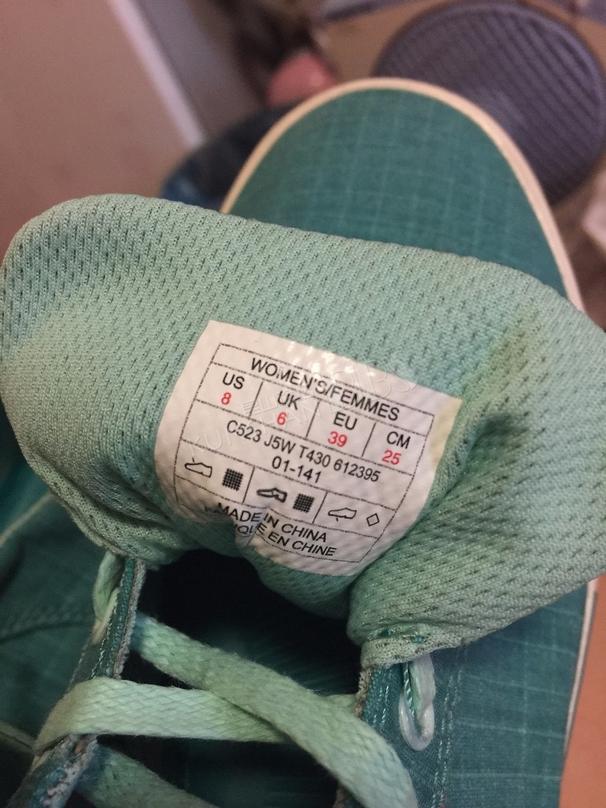 WOMEN'S/FEMMES
US UK EU CM
8 6 39 25
C523 J5W T430 612395
01-141
MADE IN CHINA
EN CHINE